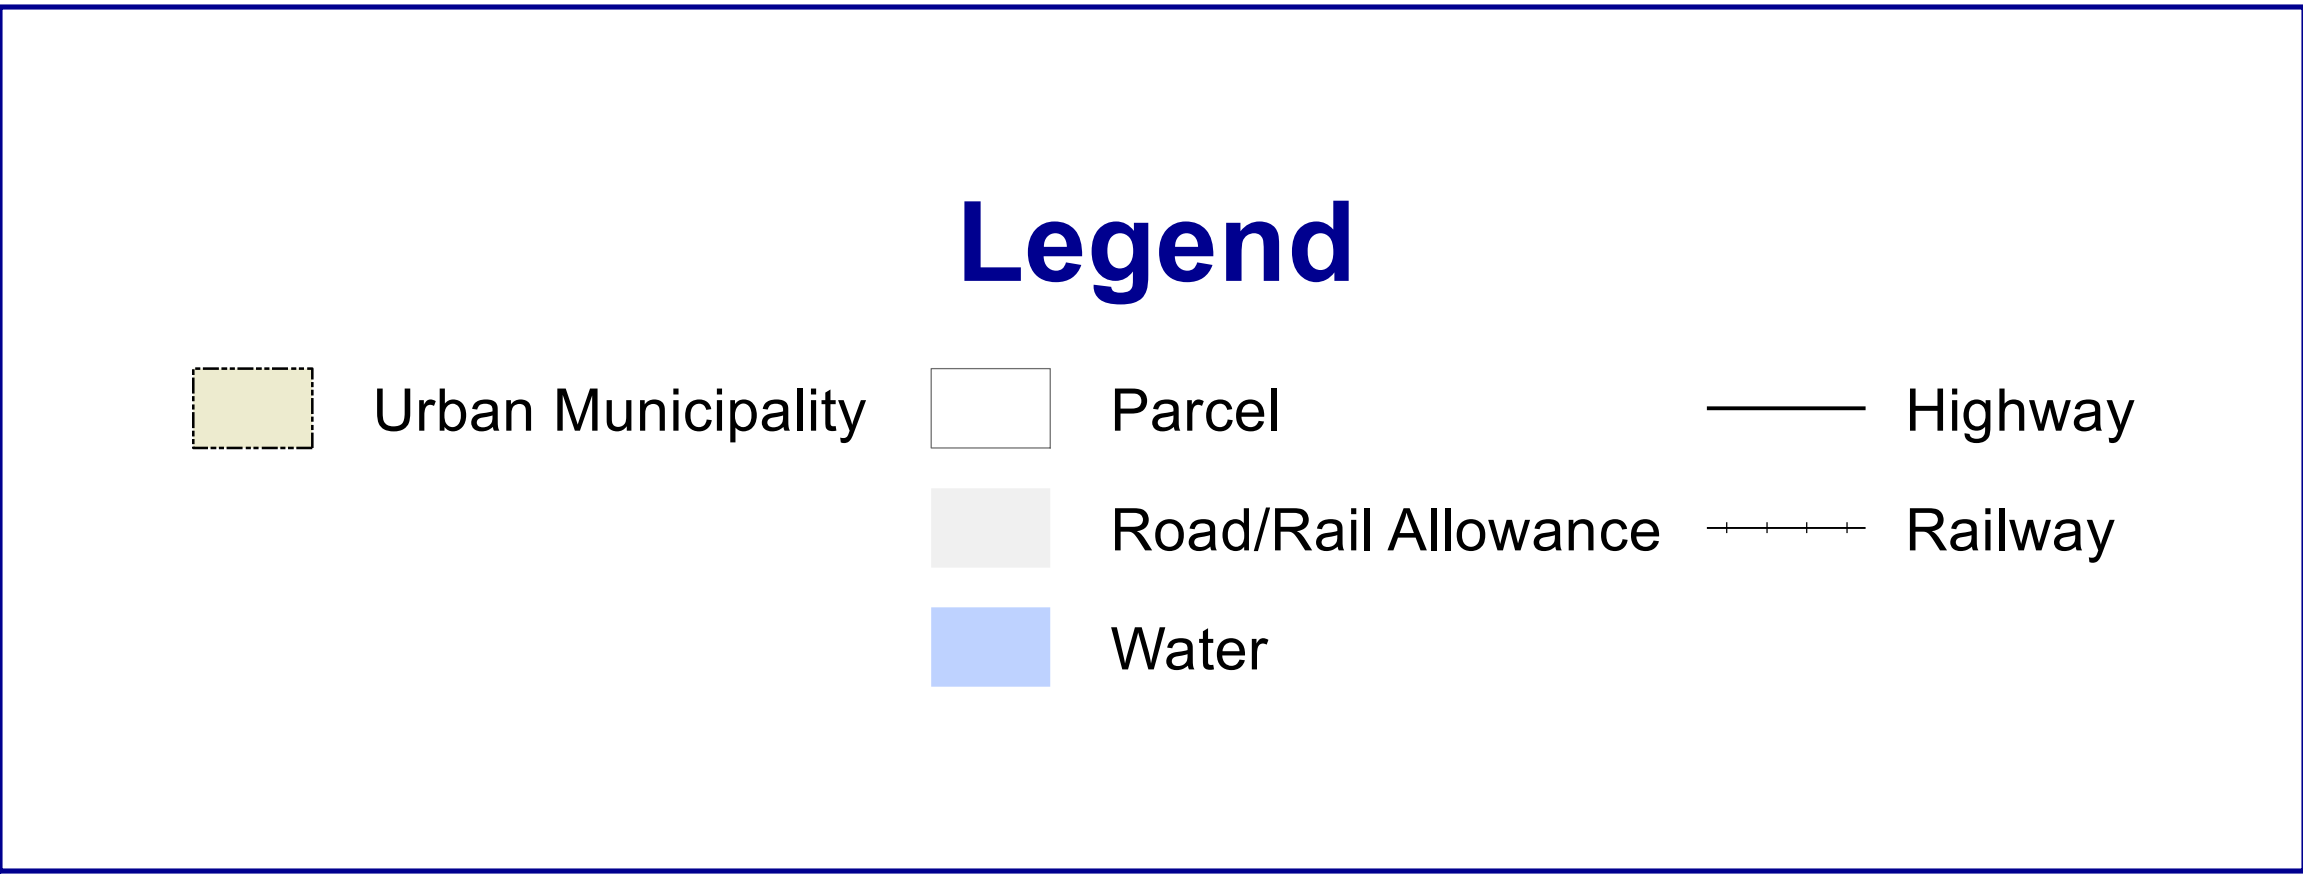 Legend
Urban Municipality
Parcel
Highway
Road/Rail Allowance
Railway
Water